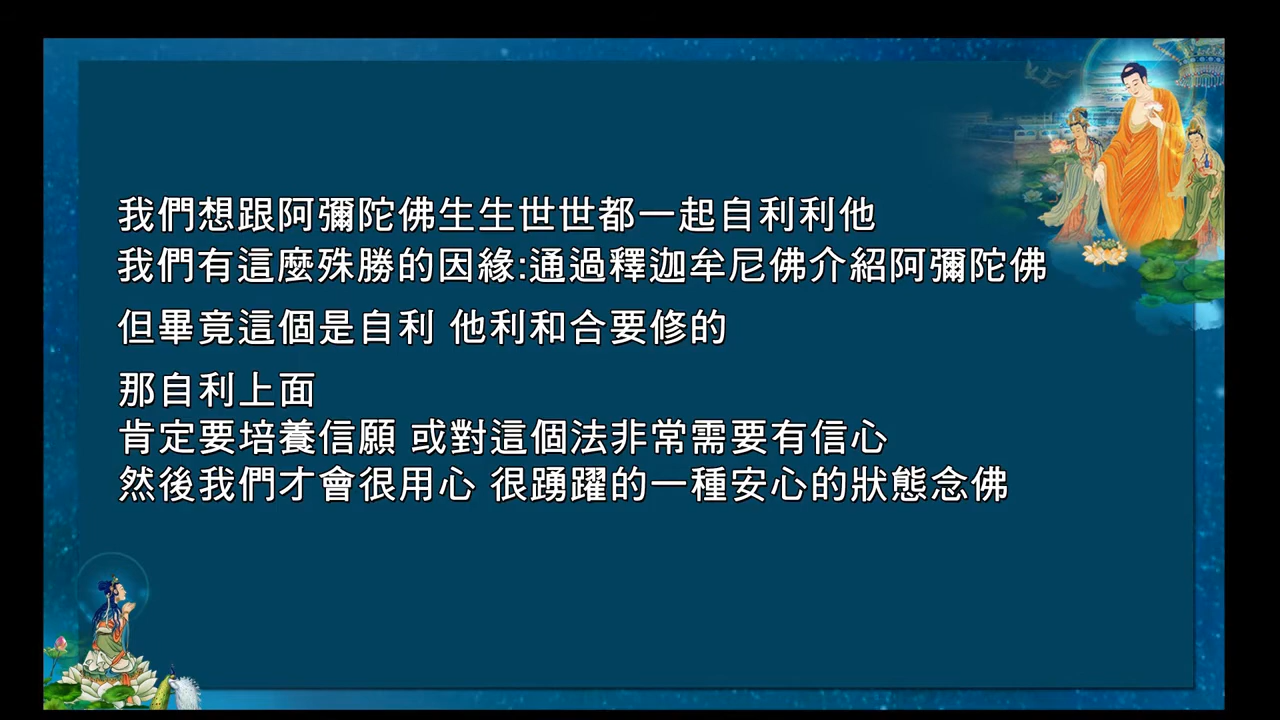 我們想跟阿彌陀佛生生世世都一起自利利他
我們有這麼殊勝的因緣:通過釋迦牟尼佛介紹阿彌陀佛
但畢竟這個是自利 他利和合要修的
那自利上面
肯定要培養信願 或對這個法非常需要有信心
然後我們才會很用心 很踴躍的一種安心的狀態念佛